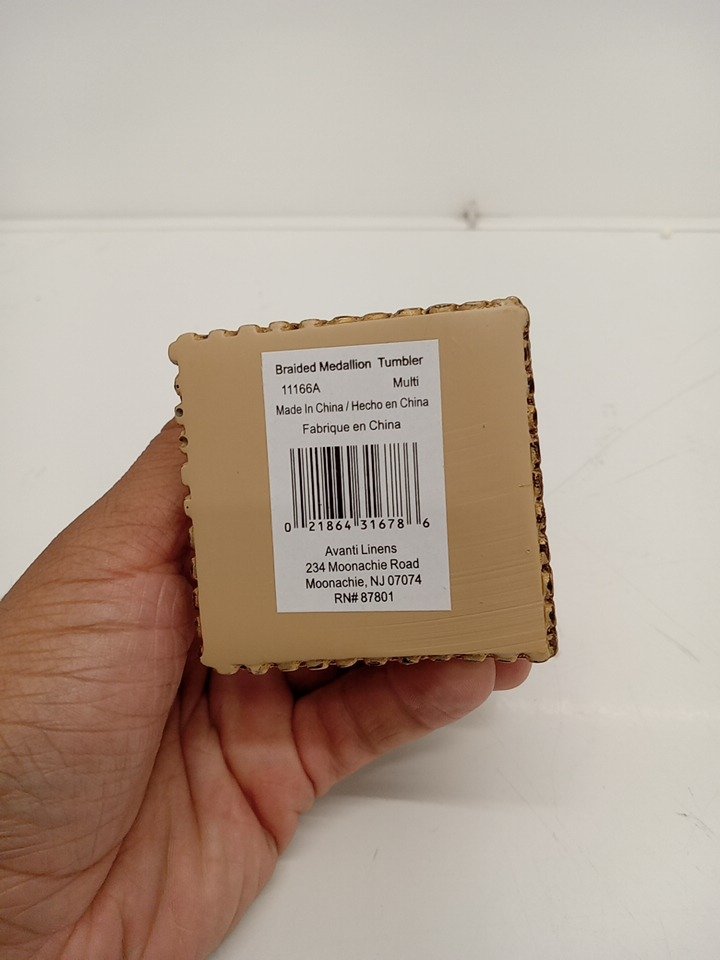 Braided Medallion Tumbler
11166A Multi
Made In China / Hecho en China
Fabrique en China
0 21864 31678 6
Avanti Linens
234 Moonachie Road
Moonachie, NJ 07074
RN# 87801